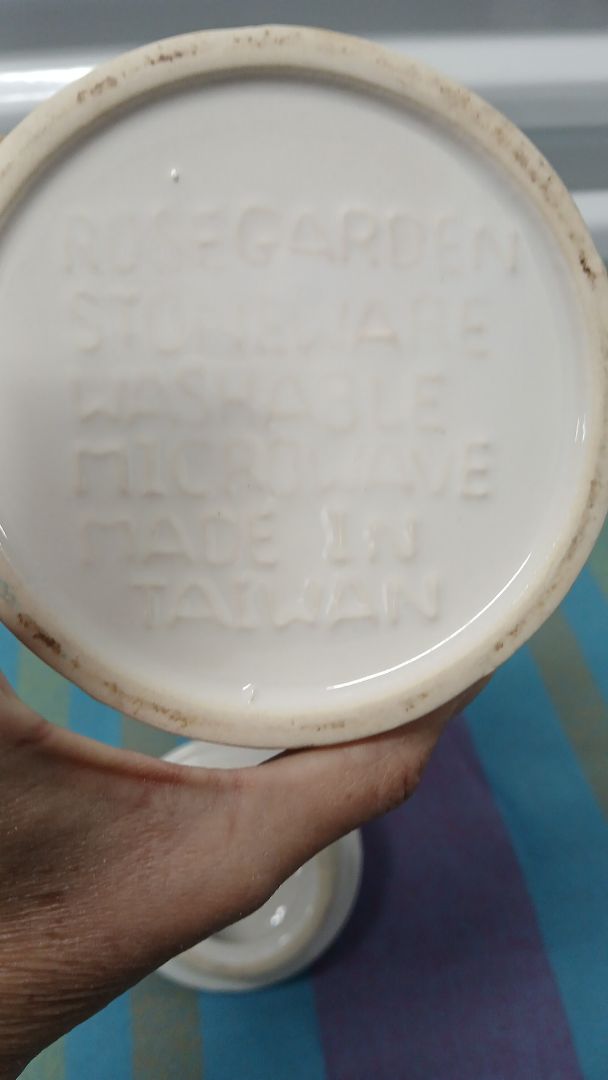 ROSEGARDEN
STONEWARE
WASHABLE
MICROWAVE
MADE IN
TAIWAN